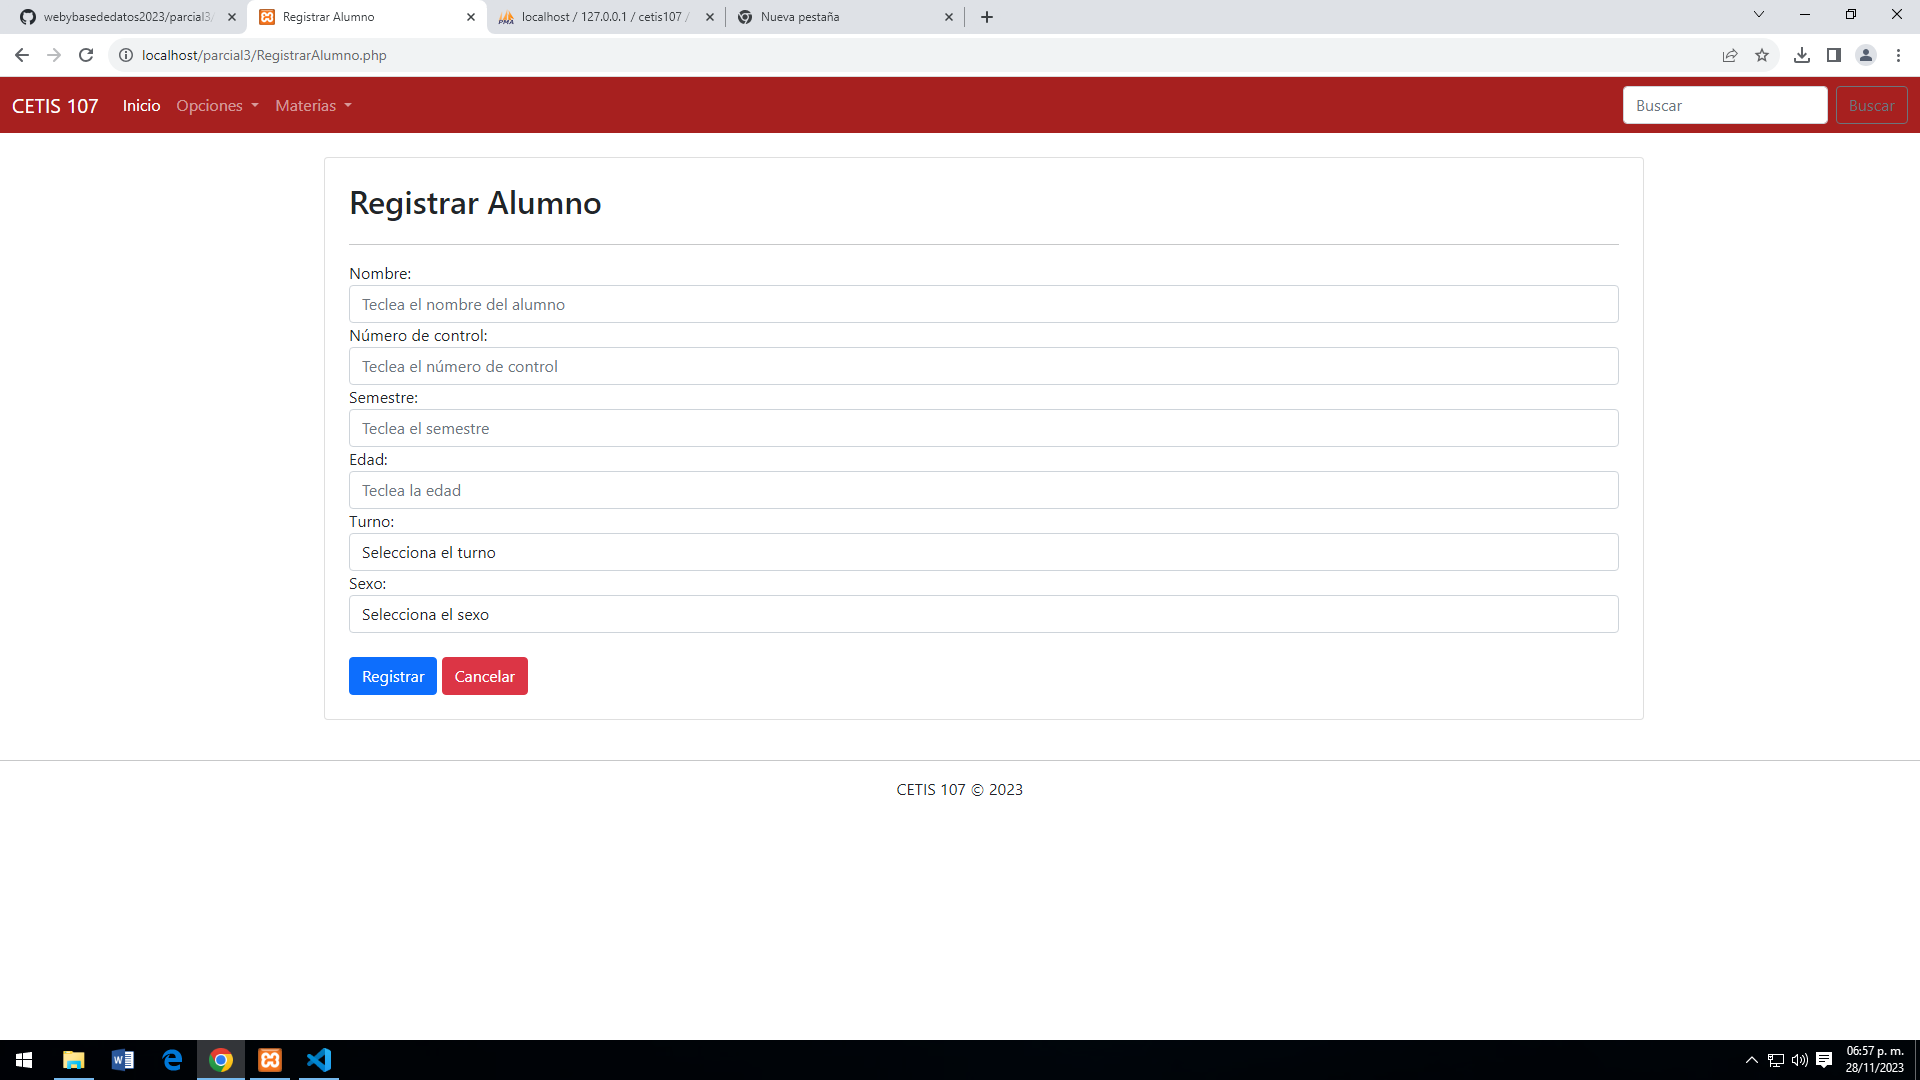 webybasededatos2023/parcial3/
Registrar Alumno
localhost / 127.0.0.1 / cetis107 /
Nueva pestaña
localhost/parcial3/RegistrarAlumno.php
CETIS 107 Inicio Opciones Materias Buscar Buscar
Registrar Alumno
Nombre:
Teclea el nombre del alumno
Número de control:
Teclea el número de control
Semestre:
Teclea el semestre
Edad:
Teclea la edad
Turno:
Selecciona el turno
Sexo:
Selecciona el sexo
Registrar Cancelar
CETIS 107 © 2023
06:57 p. m.
28/11/2023